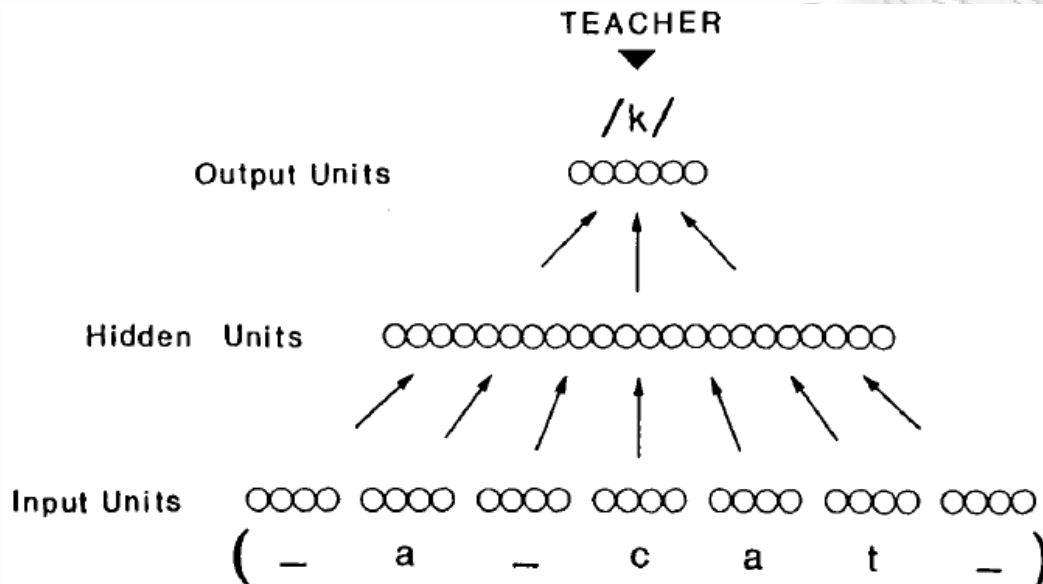 TEACHER
/k/
Output Units
Hidden Units
Input Units
( _ a _ c a t _ )